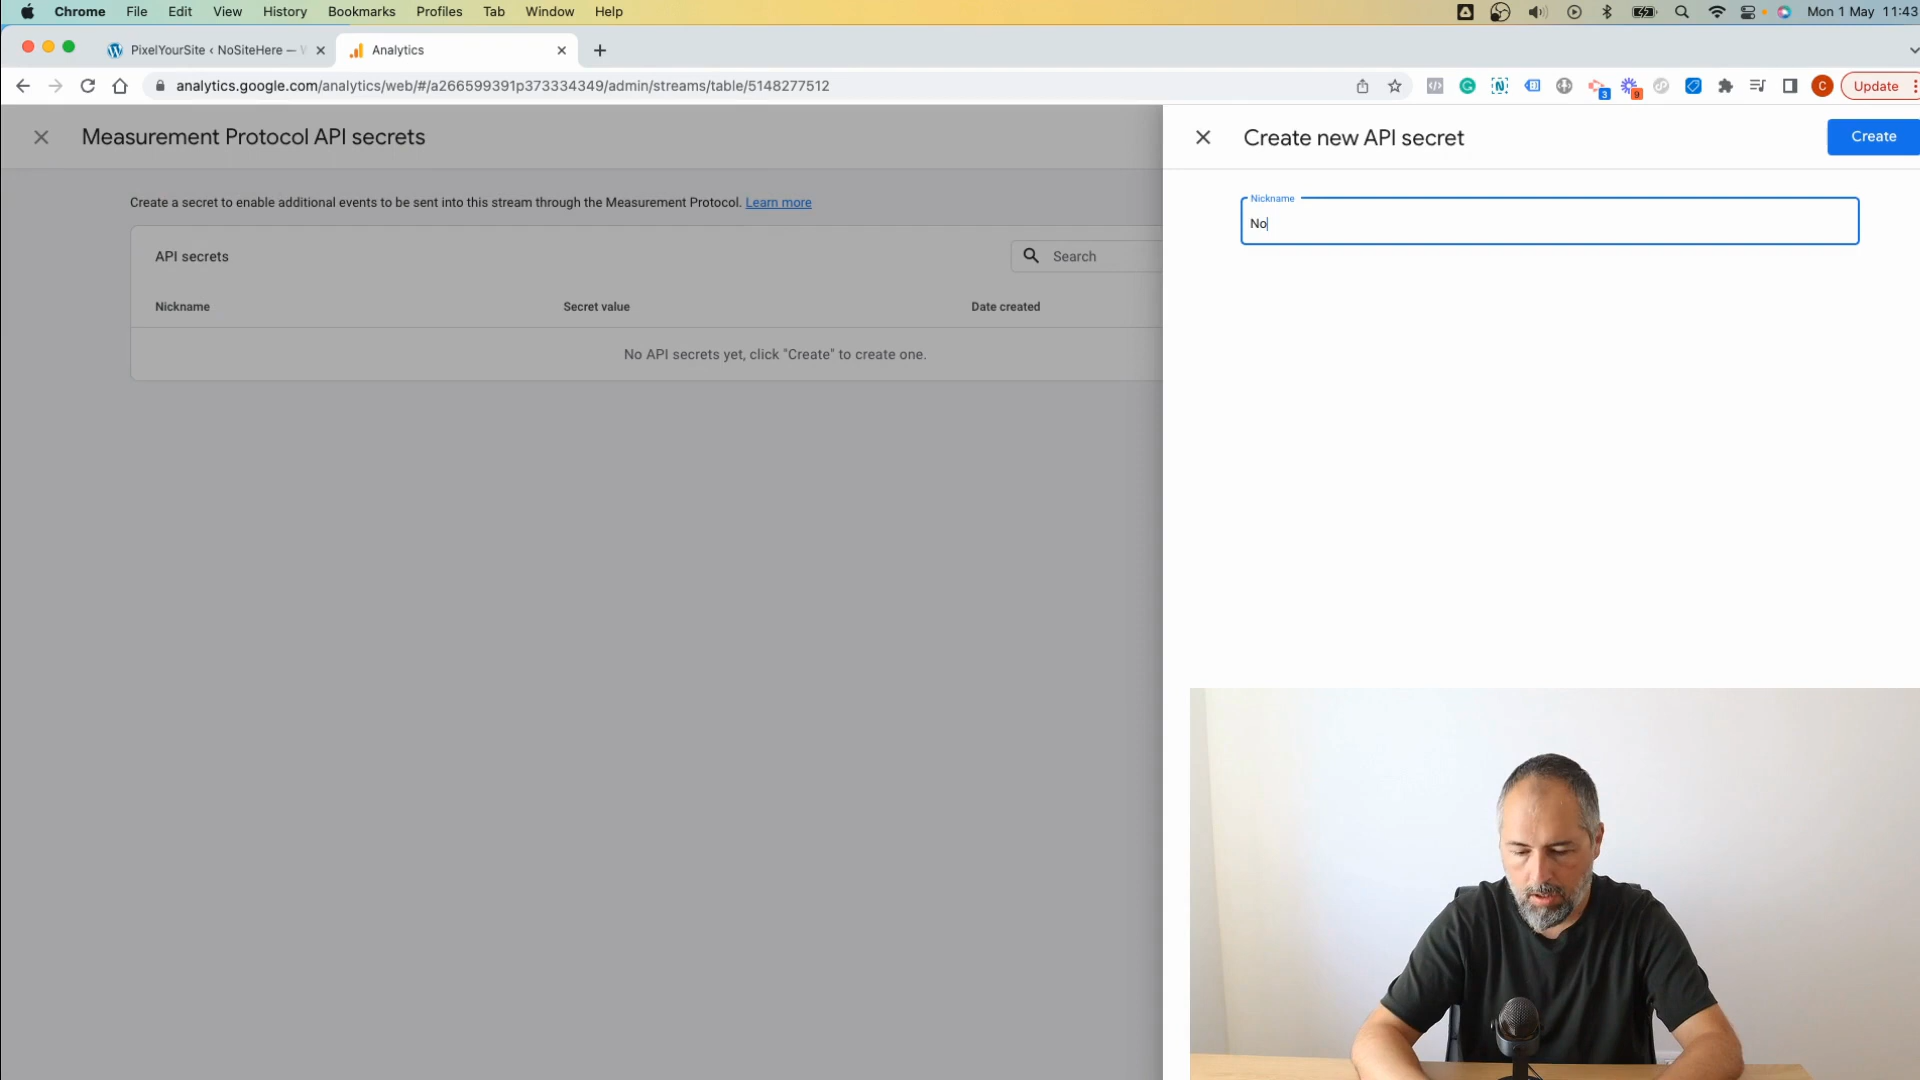 Chrome File Edit View History Bookmarks Profiles Tab Window Help Mon 1 May 11:43
PixelYourSite ‹ NoSiteHere —
Analytics
analytics.google.com/analytics/web/#/a266599391p373334349/admin/streams/table/5148277512
3
9
C
Update
Measurement Protocol API secrets
Create a secret to enable additional events to be sent into this stream through the Measurement Protocol. Learn more
API secrets
Search
Nickname Secret value Date created
No API secrets yet, click "Create" to create one.
Create new API secret
Create
Nickname
No